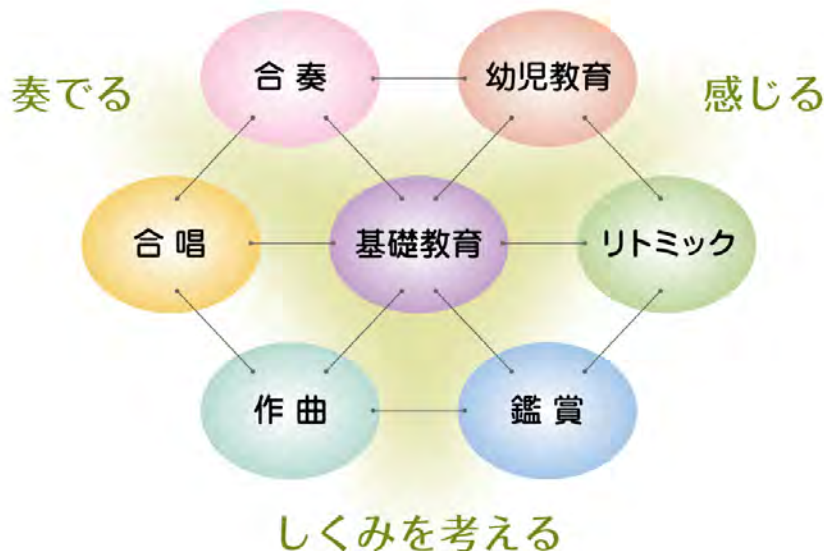 合奏
幼児教育
奏でる
感じる
合唱
基礎教育
リトミック
作曲
鑑賞
しくみを考える